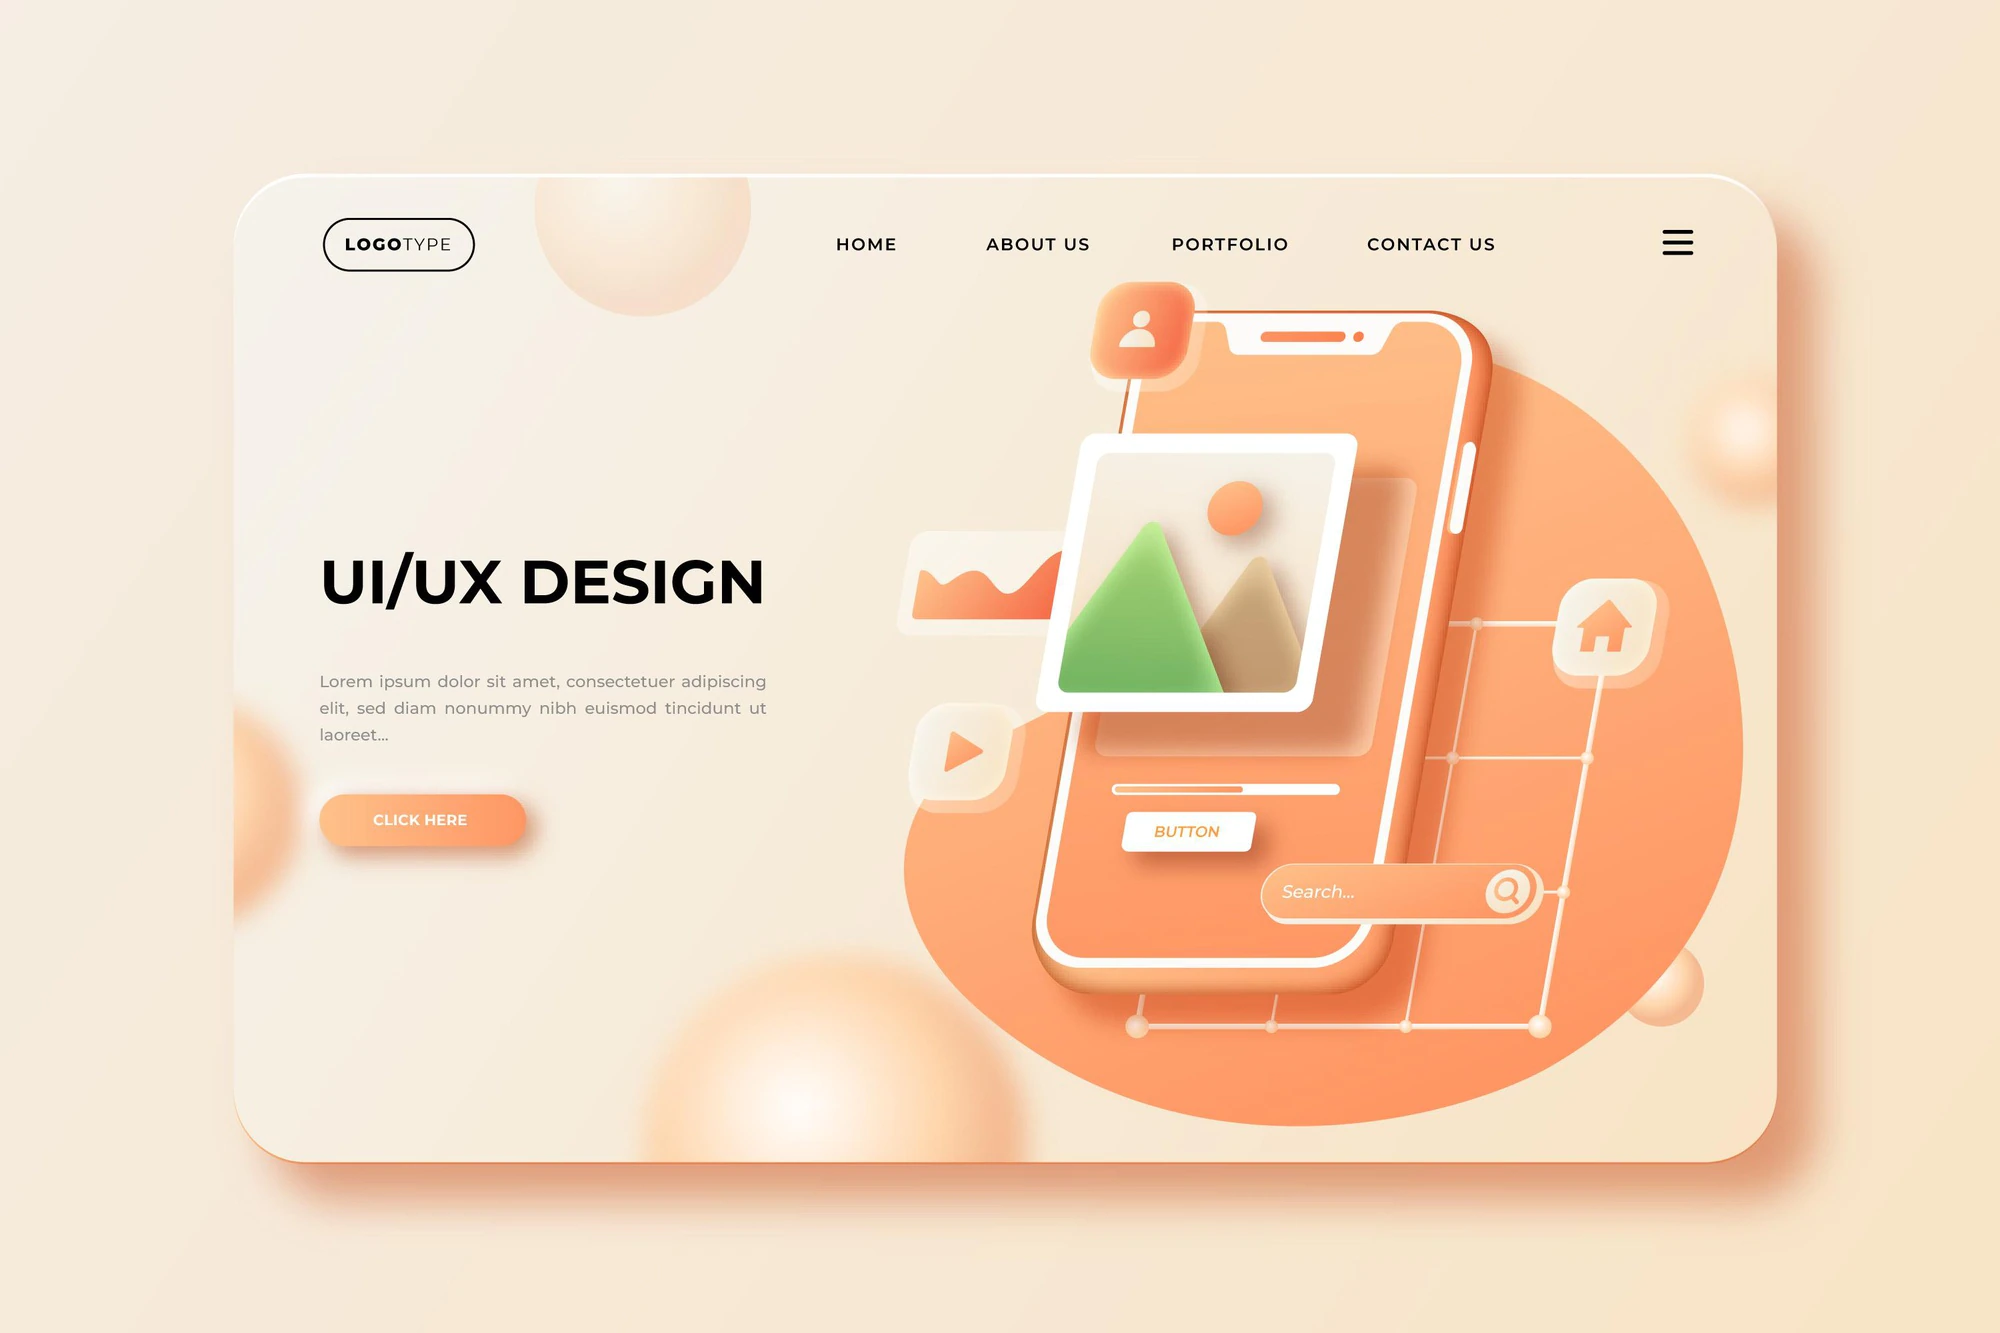 LOGOTYPE
HOME ABOUT US PORTFOLIO CONTACT US
UI/UX DESIGN
Lorem ipsum dolor sit amet, consectetuer adipiscing
elit, sed diam nonummy nibh euismod tincidunt ut
laoreet...
CLICK HERE
BUTTON
Search...